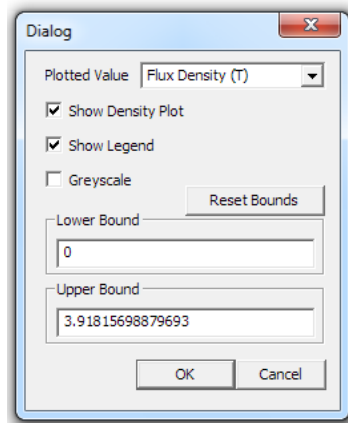 Dialog
Plotted Value Flux Density (T)
Show Density Plot
Show Legend
Greyscale
Reset Bounds
Lower Bound
0
Upper Bound
3.91815698879693
OK Cancel